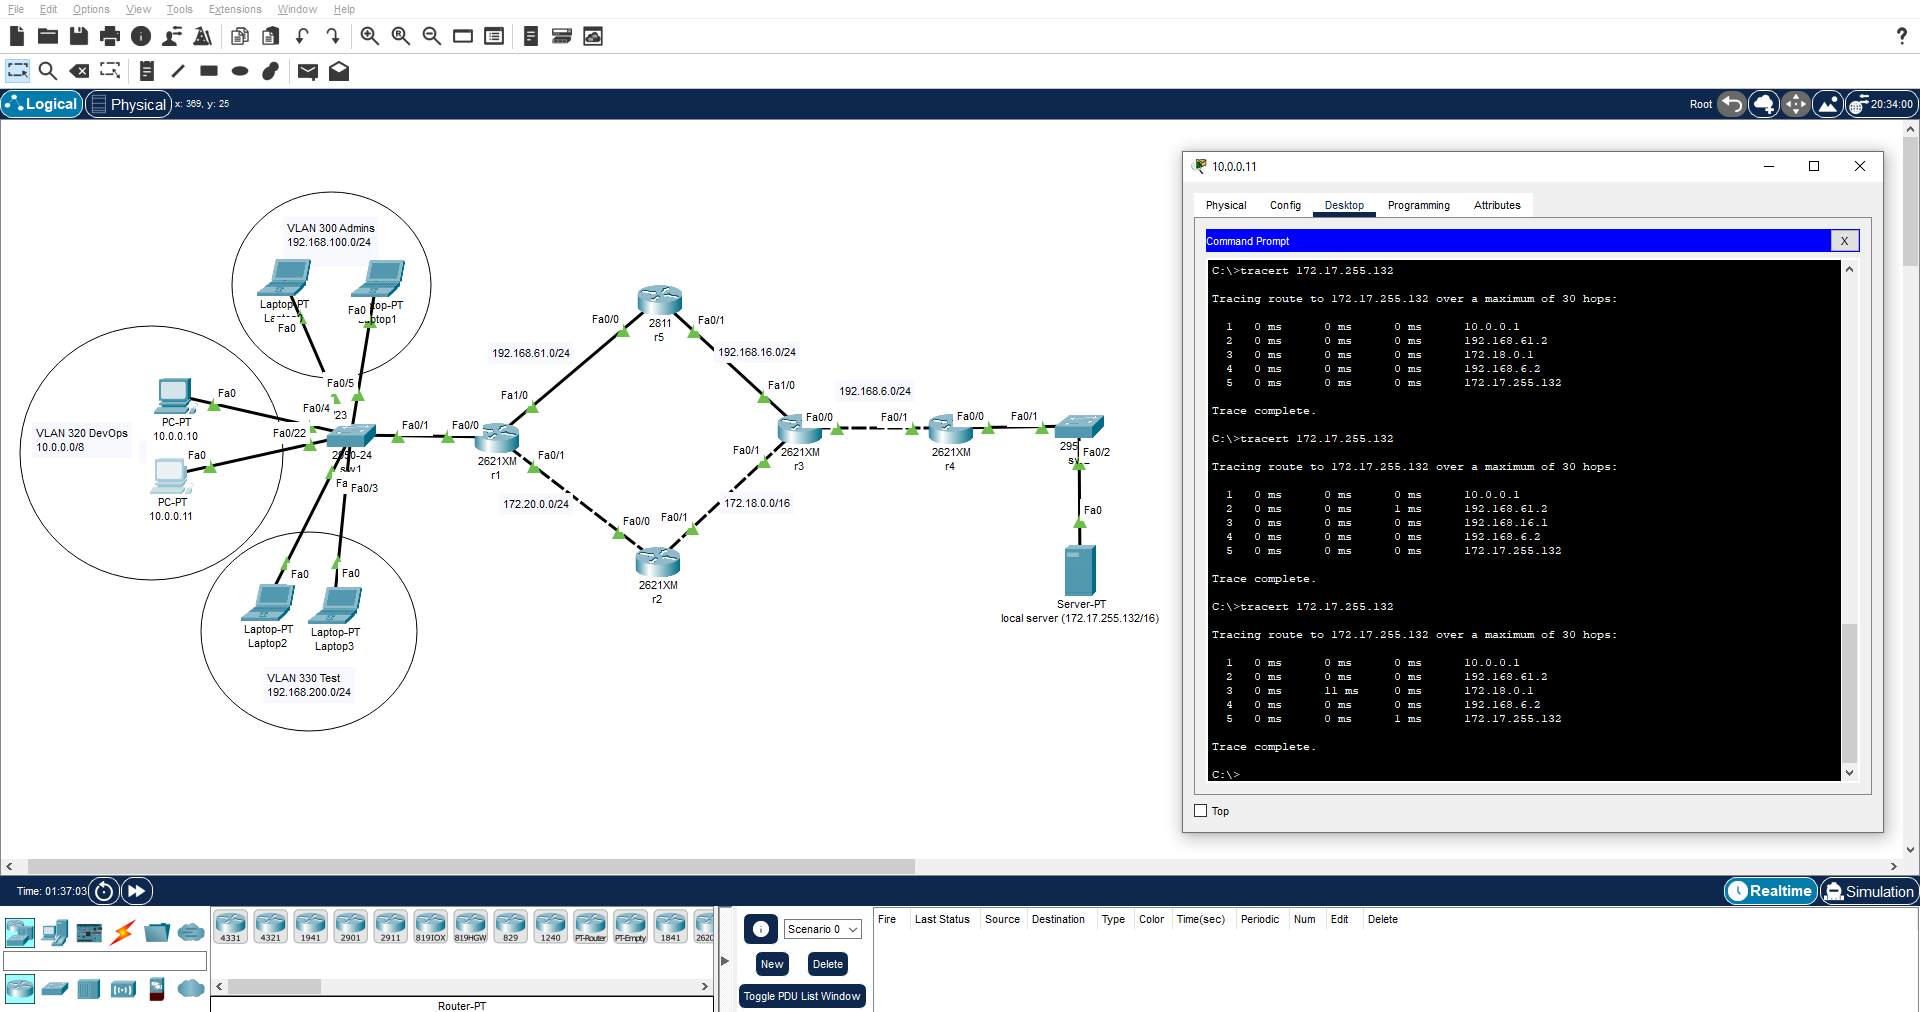 File Edit Options View Tools Extensions Window Help
?
Logical Physical x: 369, y: 25
Root 20:34:00
VLAN 300 Admins
192.168.100.0/24
Laptop-PT
Fa0
Fa0
top-PT
ptop1
VLAN 320 DevOps
10.0.0.0/8
PC-PT
10.0.0.10
Fa0
PC-PT
10.0.0.11
Fa0
Fa0/5
Fa0/4
23
Fa0/22
Fa0/1
Fa0/3
sw1
Fa0
Fa0
Laptop-PT
Laptop2
Laptop-PT
Laptop3
VLAN 330 Test
192.168.200.0/24
Fa0/0
2621XM
r1
Fa1/0
Fa0/1
192.168.61.0/24
172.20.0.0/24
Fa0/0
Fa0/1
2811
r5
192.168.16.0/24
Fa0/0
Fa0/1
2621XM
r2
172.18.0.0/16
Fa1/0
Fa0/0
Fa0/1
2621XM
r3
192.168.6.0/24
Fa0/1
Fa0/0
2621XM
r4
Fa0/1
295
Fa0/2
Fa0
Server-PT
local server (172.17.255.132/16)
10.0.0.11
Physical Config Desktop Programming Attributes
Command Prompt X
C:\>tracert 172.17.255.132
Tracing route to 172.17.255.132 over a maximum of 30 hops:
1 0 ms 0 ms 0 ms 10.0.0.1
2 0 ms 0 ms 0 ms 192.168.61.2
3 0 ms 0 ms 0 ms 172.18.0.1
4 0 ms 0 ms 0 ms 192.168.6.2
5 0 ms 0 ms 0 ms 172.17.255.132
Trace complete.
C:\>tracert 172.17.255.132
Tracing route to 172.17.255.132 over a maximum of 30 hops:
1 0 ms 0 ms 0 ms 10.0.0.1
2 0 ms 0 ms 1 ms 192.168.61.2
3 0 ms 0 ms 0 ms 192.168.16.1
4 0 ms 0 ms 0 ms 192.168.6.2
5 0 ms 0 ms 0 ms 172.17.255.132
Trace complete.
C:\>tracert 172.17.255.132
Tracing route to 172.17.255.132 over a maximum of 30 hops:
1 0 ms 0 ms 0 ms 10.0.0.1
2 0 ms 0 ms 0 ms 192.168.61.2
3 0 ms 11 ms 0 ms 172.18.0.1
4 0 ms 0 ms 0 ms 192.168.6.2
5 0 ms 0 ms 1 ms 172.17.255.132
Trace complete.
C:\>
Top
Time: 01:37:03
Realtime Simulation
4331 4321 1941 2901 2911 819IOX 819HGW 829 1240 PT-Router PT-Empty 1841 2620
Router-PT
Scenario 0
New Delete
Toggle PDU List Window
Fire Last Status Source Destination Type Color Time(sec) Periodic Num Edit Delete